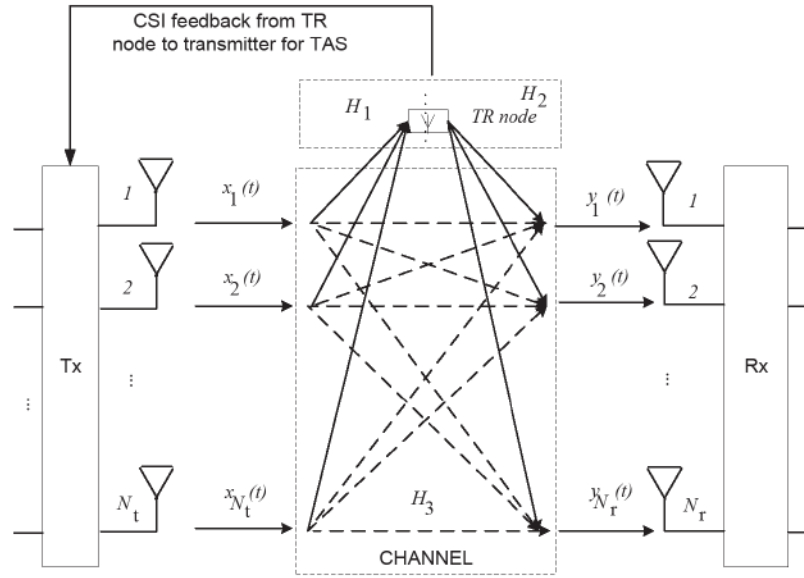 CSI feedback from TR
node to transmitter for TAS
H1 H2
TR node
1 x1(t) y1(t) 1
2 x2(t) y2(t) 2
Tx Rx
Nt xNt(t) yNr(t) Nr
H3
CHANNEL